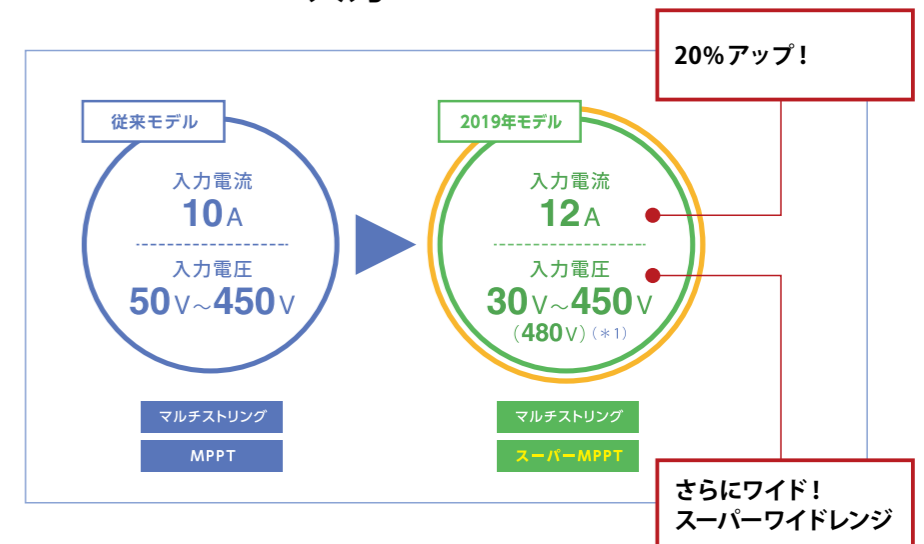 20%アップ!
従来モデル
入力電流
10A
入力電圧
50V~450V
マルチストリング
MPPT
2019年モデル
入力電流
12A
入力電圧
30V~450V
(480V)(*1)
マルチストリング
スーパーMPPT
さらにワイド!
スーパーワイドレンジ